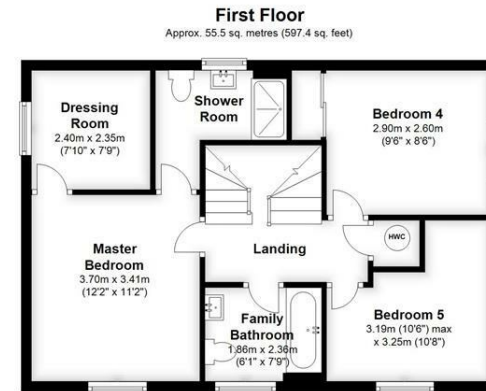 First Floor
Approx. 55.5 sq. metres (597.4 sq. feet)
Dressing
Room
2.40m x 2.35m
(7'10" x 7'9")
Shower
Room
Bedroom 4
2.90m x 2.60m
(9'6" x 8'6")
Master
Bedroom
3.70m x 3.41m
(12'2" x 11'2")
Landing
HWC
Family
Bathroom
1.86m x 2.36m
(6'1" x 7'9")
Bedroom 5
3.19m (10'6") max
x 3.25m (10'8")